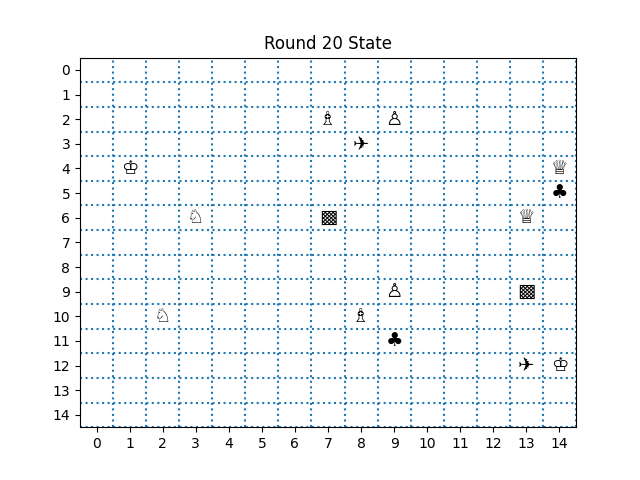 Round 20 State
0
1
2 ♗ ♙
3 ✈
4 ♔ ♕
5 ♣
6 ♘ ▩ ♕
7
8
9 ♙ ▩
10 ♘ ♗
11 ♣
12 ✈ ♔
13
14
0 1 2 3 4 5 6 7 8 9 10 11 12 13 14